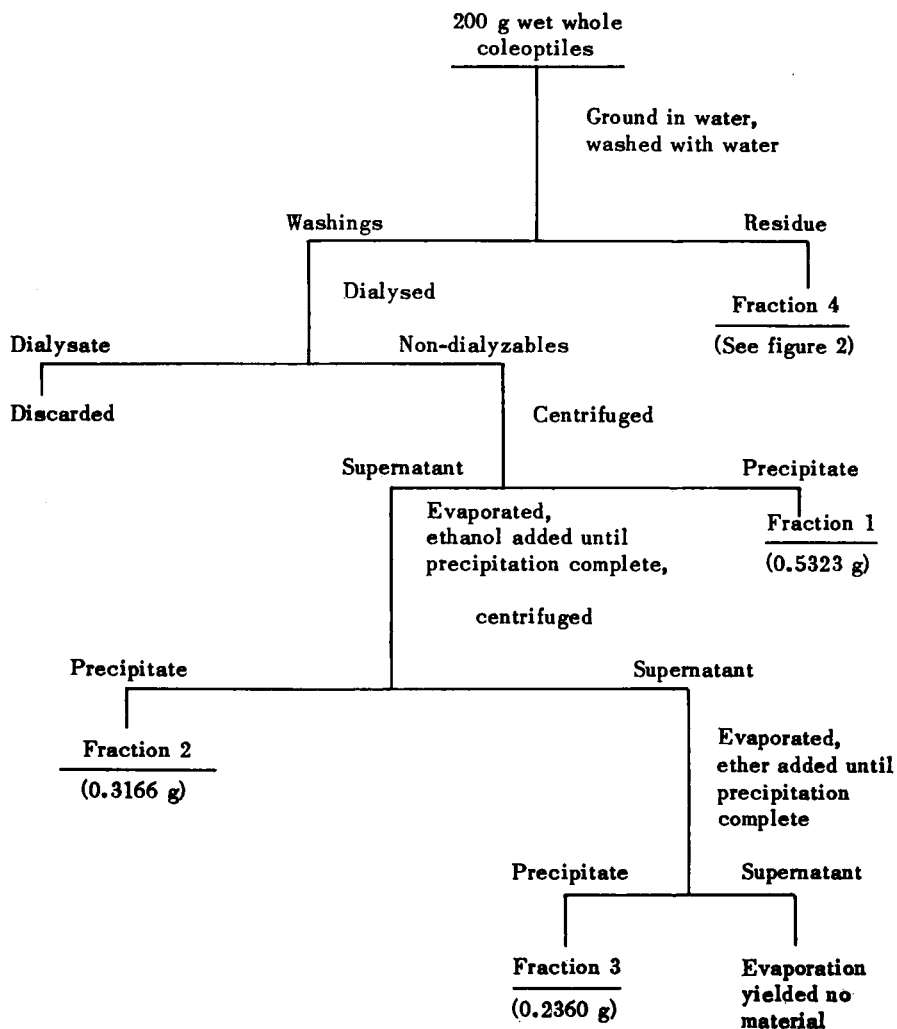 200 g wet whole
coleoptiles
Ground in water,
washed with water
Washings
Residue
Dialysed
Fraction 4
(See figure 2)
Dialysate
Non-dialyzables
Discarded
Centrifuged
Supernatant
Precipitate
Evaporated,
ethanol added until
precipitation complete,
centrifuged
Fraction 1
(0.5323 g)
Precipitate
Supernatant
Fraction 2
(0.3166 g)
Evaporated,
ether added until
precipitation
complete
Precipitate
Supernatant
Fraction 3
(0.2360 g)
Evaporation
yielded no
material